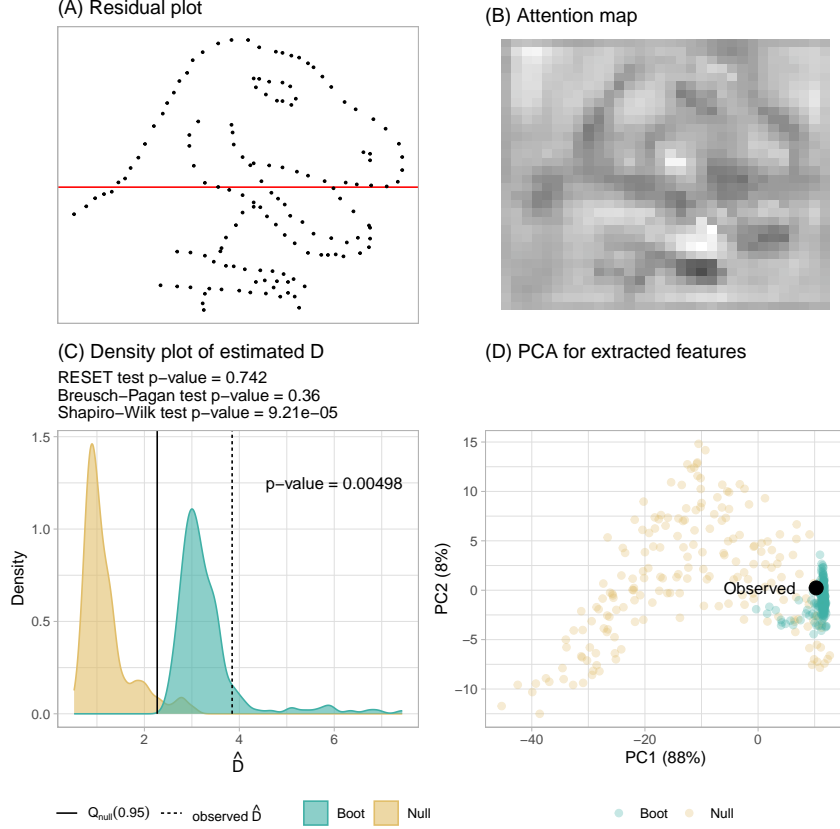 (A) Residual plot
(B) Attention map
(C) Density plot of estimated D
RESET test p−value = 0.742
Breusch−Pagan test p−value = 0.36
Shapiro−Wilk test p−value = 9.21e−05
1.5
1.0
0.5
0.0
Density
p−value = 0.00498
2 4 6
D̂
(D) PCA for extracted features
15
10
5
0
−5
−10
PC2 (8%)
Observed
−40 −20 0
PC1 (88%)
Qnull(0.95) observed D̂ Boot Null
Boot Null